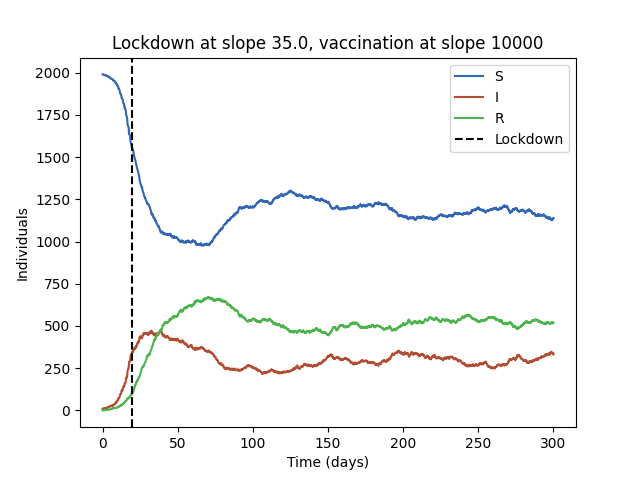 Lockdown at slope 35.0, vaccination at slope 10000
S
I
R
Lockdown
Individuals
2000
1750
1500
1250
1000
750
500
250
0
0 50 100 150 200 250 300
Time (days)